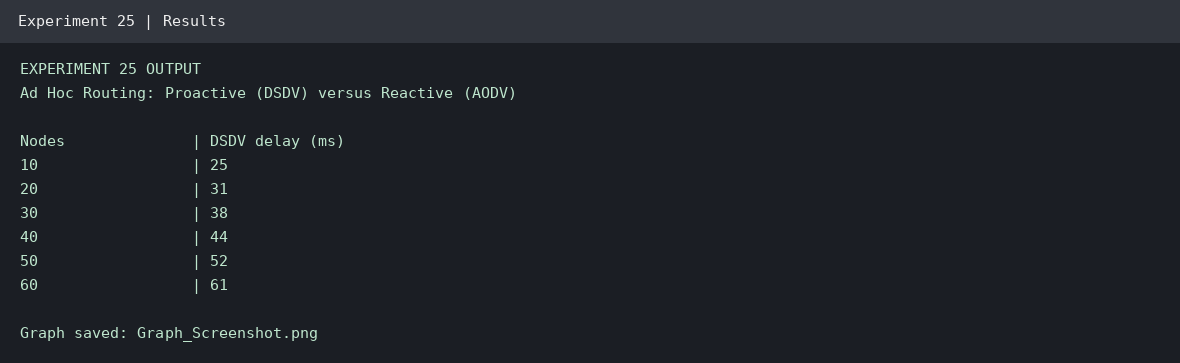 Experiment 25 | Results
EXPERIMENT 25 OUTPUT
Ad Hoc Routing: Proactive (DSDV) versus Reactive (AODV)
Nodes | DSDV delay (ms)
10 | 25
20 | 31
30 | 38
40 | 44
50 | 52
60 | 61
Graph saved: Graph_Screenshot.png